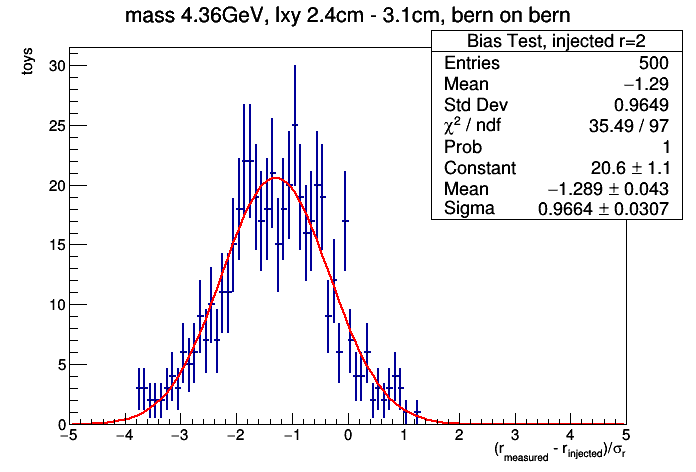 mass 4.36GeV, lxy 2.4cm - 3.1cm, bern on bern
Bias Test, injected r=2
Entries 500
Mean −1.29
Std Dev 0.9649
χ² / ndf 35.49 / 97
Prob 1
Constant 20.6 ± 1.1
Mean −1.289 ± 0.043
Sigma 0.9664 ± 0.0307
toys
30
25
20
15
10
5
0
−5 −4 −3 −2 −1 0 1 2 3 4 5
(r_measured - r_injected)/σ_r